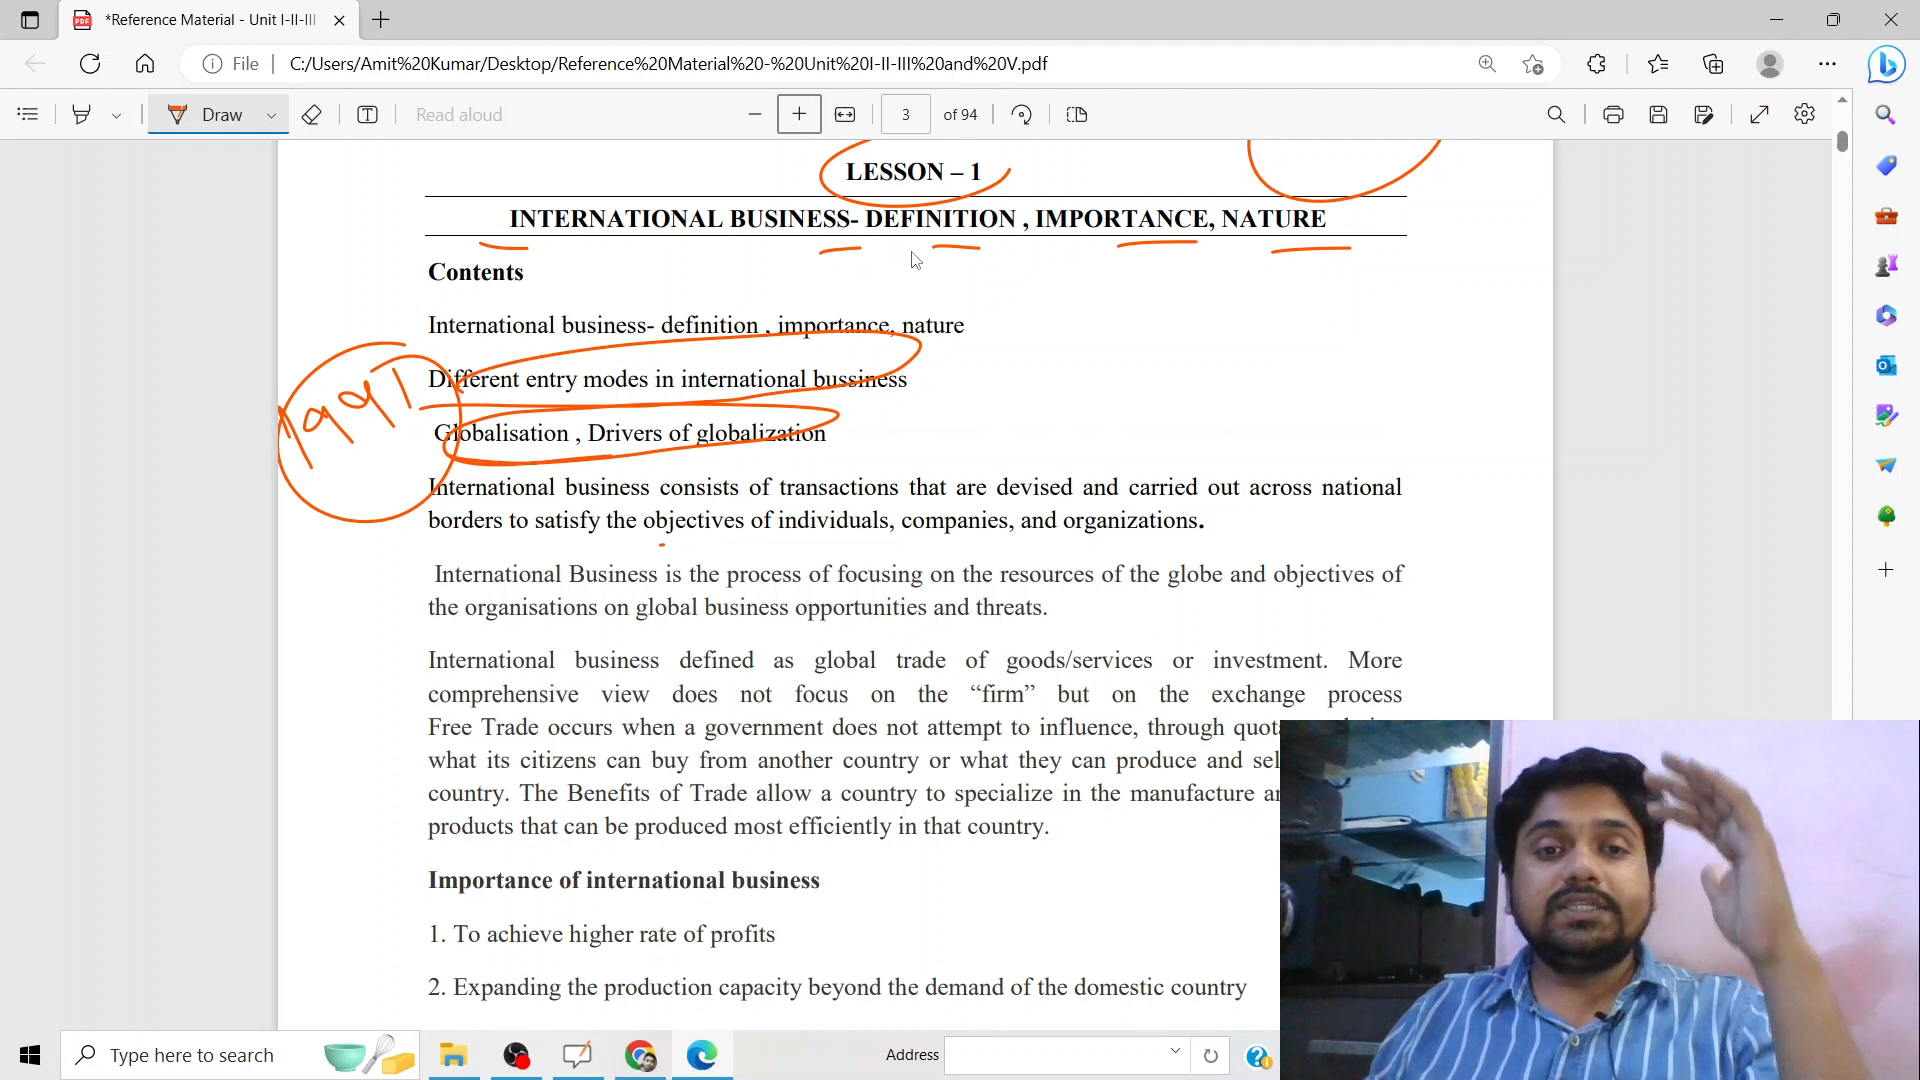 *Reference Material - Unit I-II-III
File
C:/Users/Amit%20Kumar/Desktop/Reference%20Material%20-%20Unit%20I-II-III%20and%20V.pdf
Draw
Read aloud
3 of 94
LESSON – 1
INTERNATIONAL BUSINESS- DEFINITION , IMPORTANCE, NATURE
Contents
International business- definition , importance, nature
Different entry modes in international bussiness
Globalisation , Drivers of globalization
International business consists of transactions that are devised and carried out across national
borders to satisfy the objectives of individuals, companies, and organizations.
International Business is the process of focusing on the resources of the globe and objectives of
the organisations on global business opportunities and threats.
International business defined as global trade of goods/services or investment. More
comprehensive view does not focus on the “firm” but on the exchange process
Free Trade occurs when a government does not attempt to influence, through
what its citizens can buy from another country or what they can produce and
country. The Benefits of Trade allow a country to specialize in the manufacture
products that can be produced most efficiently in that country.
Importance of international business
1. To achieve higher rate of profits
2. Expanding the production capacity beyond the demand of the domestic country
Type here to search
Address